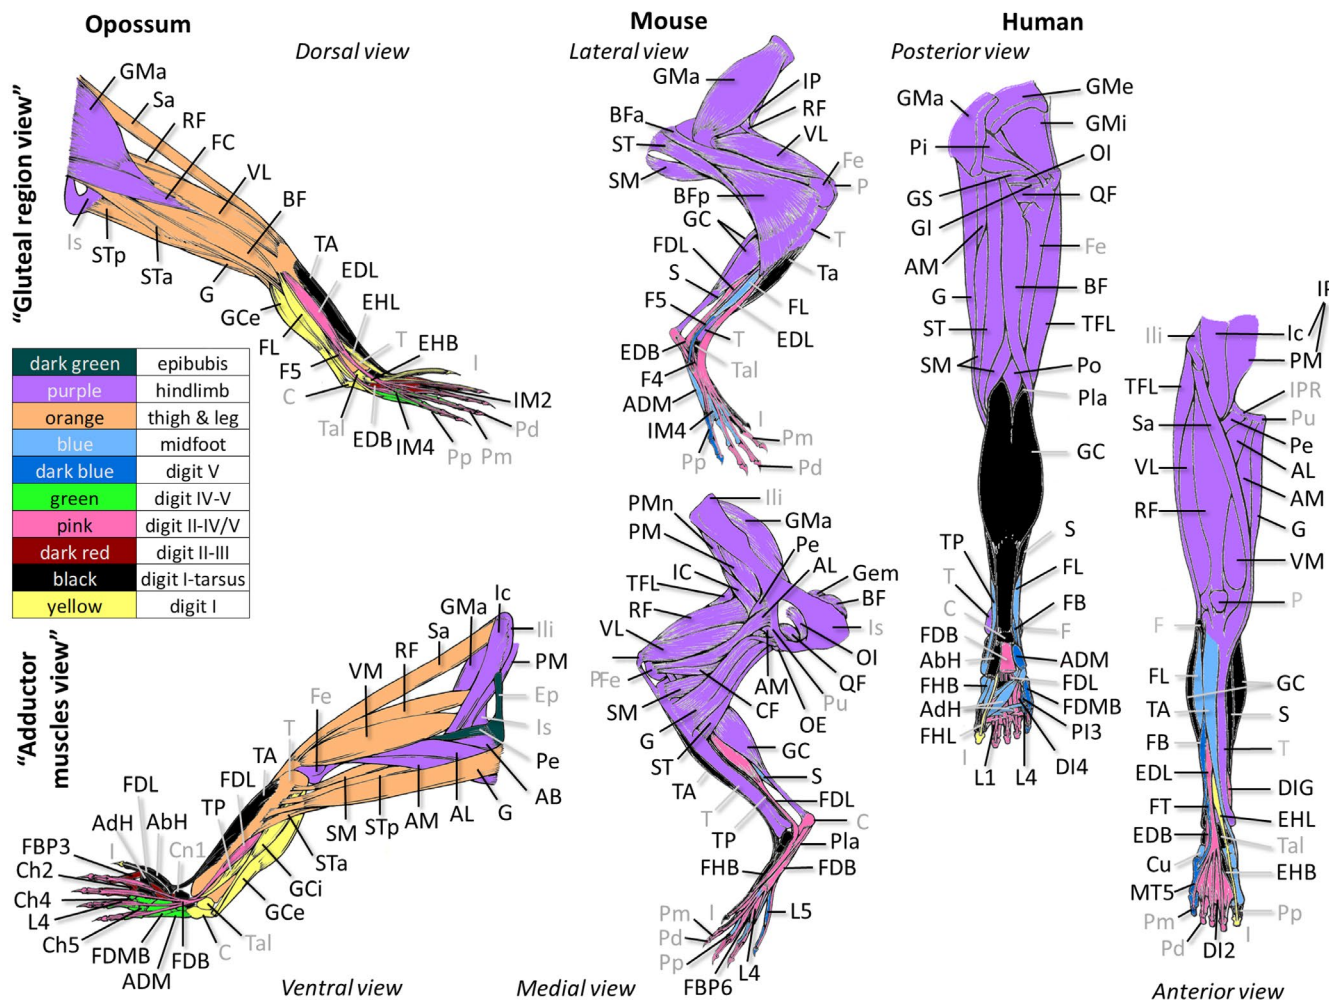 Opossum
Mouse
Human
Dorsal view
Lateral view
Posterior view
"Gluteal region view"
GMa
Sa
RF
FC
VL
BF
TA
EDL
EHL
T
EHB
I
IM2
Pd
Pm
Pp
IM4
EDB
Tal
C
F5
FL
GCe
G
STa
STp
Is
GMa
IP
RF
VL
Fe
P
T
Ta
FL
EDL
T
Tal
I
Pm
Pd
BFa
ST
SM
BFp
GC
FDL
S
F5
EDB
F4
ADM
IM4
Pp
GMa
GMe
GMi
Pi
OI
GS
QF
GI
Fe
AM
G
BF
ST
TFL
SM
Po
Pla
GC
S
TP
T
FL
C
FB
FDB
F
AbH
ADM
FHB
FDL
AdH
FDMB
FHL
PI3
I
L1
L4
DI4
dark green epibubis
purple hindlimb
orange thigh & leg
blue midfoot
dark blue digit V
green digit IV-V
pink digit II-IV/V
dark red digit II-III
black digit I-tarsus
yellow digit I
"Adductor
muscles view"
Ic
GMa
Ili
Sa
RF
PM
VM
Ep
Fe
Is
T
TA
Pe
FDL
AB
TP
G
FDL
AL
AbH
AM
AdH
STp
FBP3
SM
I
Cn1
STa
Ch2
GCi
Ch4
GCe
L4
Tal
Ch5
C
FDMB
FDB
ADM
PMn
Ili
PM
GMa
Pe
IC
AL
TFL
Gem
RF
BF
VL
Is
PFe
OI
AM
QF
SM
Pu
CF
OE
G
GC
ST
S
TA
FDL
T
C
TP
Pla
FHB
FDB
Pm
I
L5
Pd
Pp
L4
FBP6
IP
Ili
Ic
PM
TFL
IPR
Sa
Pu
Pe
VL
AL
RF
AM
G
VM
P
F
FL
GC
TA
S
FB
T
EDL
DIG
FT
EHL
EDB
Tal
Cu
EHB
MT5
Pm
Pp
Pd
I
DI2
Ventral view
Medial view
Anterior view